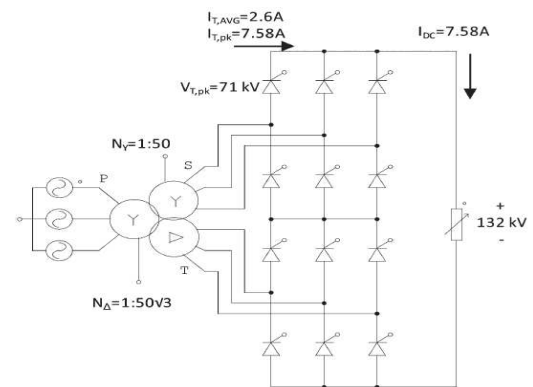 I_T,AVG=2.6A
I_T,pk=7.58A
I_DC=7.58A
V_T,pk=71 kV
N_Y=1:50
S
P
Y
Y
T
N_Δ=1:50√3
+
132 kV
-